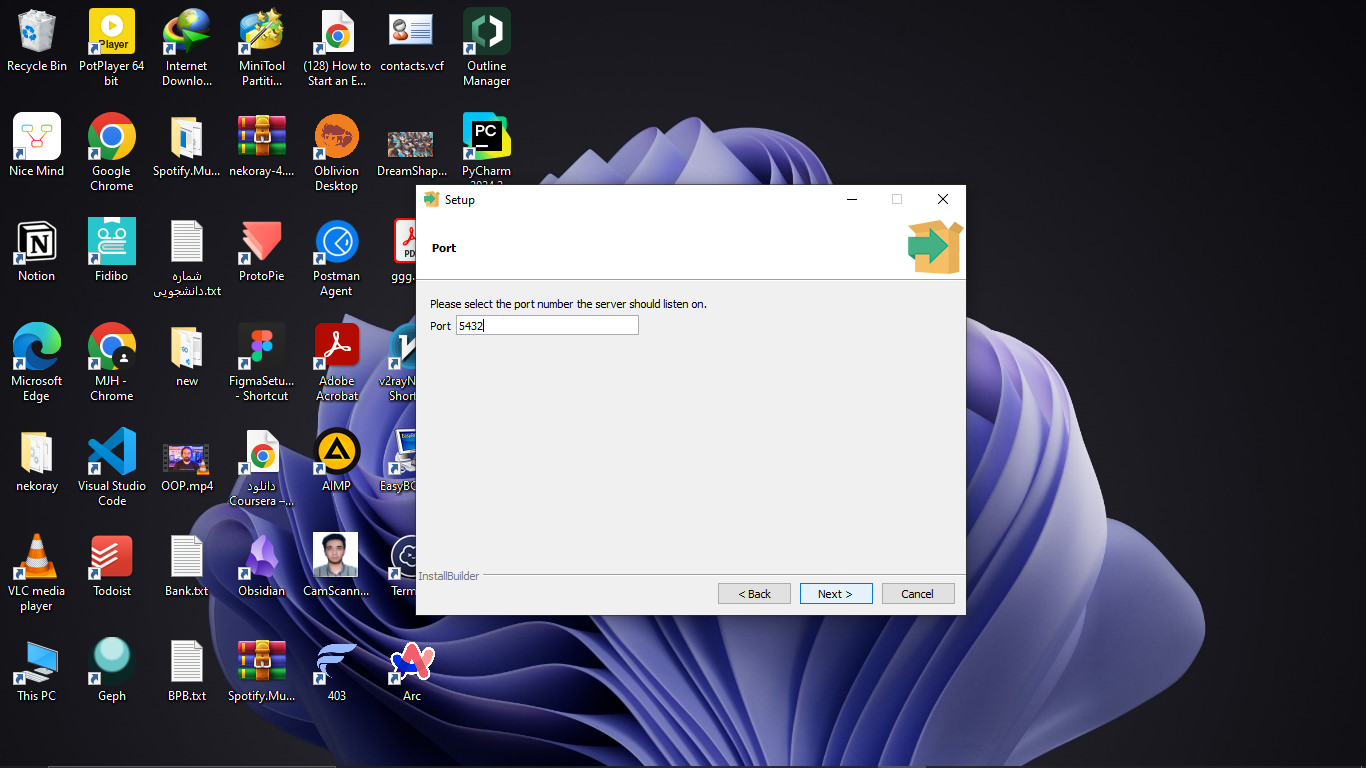 Recycle Bin
PotPlayer 64
bit
Internet
Downlo...
MiniTool
Partiti...
(128) How to
Start an E...
contacts.vcf
Outline
Manager
Player
Nice Mind
Google
Chrome
Spotify.Mu...
nekoray-4....
Oblivion
Desktop
DreamShap...
PC
PyCharm
Notion
Fidibo
شماره
دانشجویی.txt
ProtoPie
Postman
Agent
PD
ggg.
Microsoft
Edge
MJH -
Chrome
new
FigmaSetu...
- Shortcut
Adobe
Acrobat
v2rayN
Short
nekoray
Visual Studio
Code
OOP.mp4
دانلود
Coursera –...
AIMP
EasyBC
VLC media
player
Todoist
Bank.txt
Obsidian
CamScann...
Term
This PC
Geph
BPB.txt
Spotify.Mu...
403
Arc
Setup
Port
Please select the port number the server should listen on.
Port 5432
InstallBuilder
< Back
Next >
Cancel